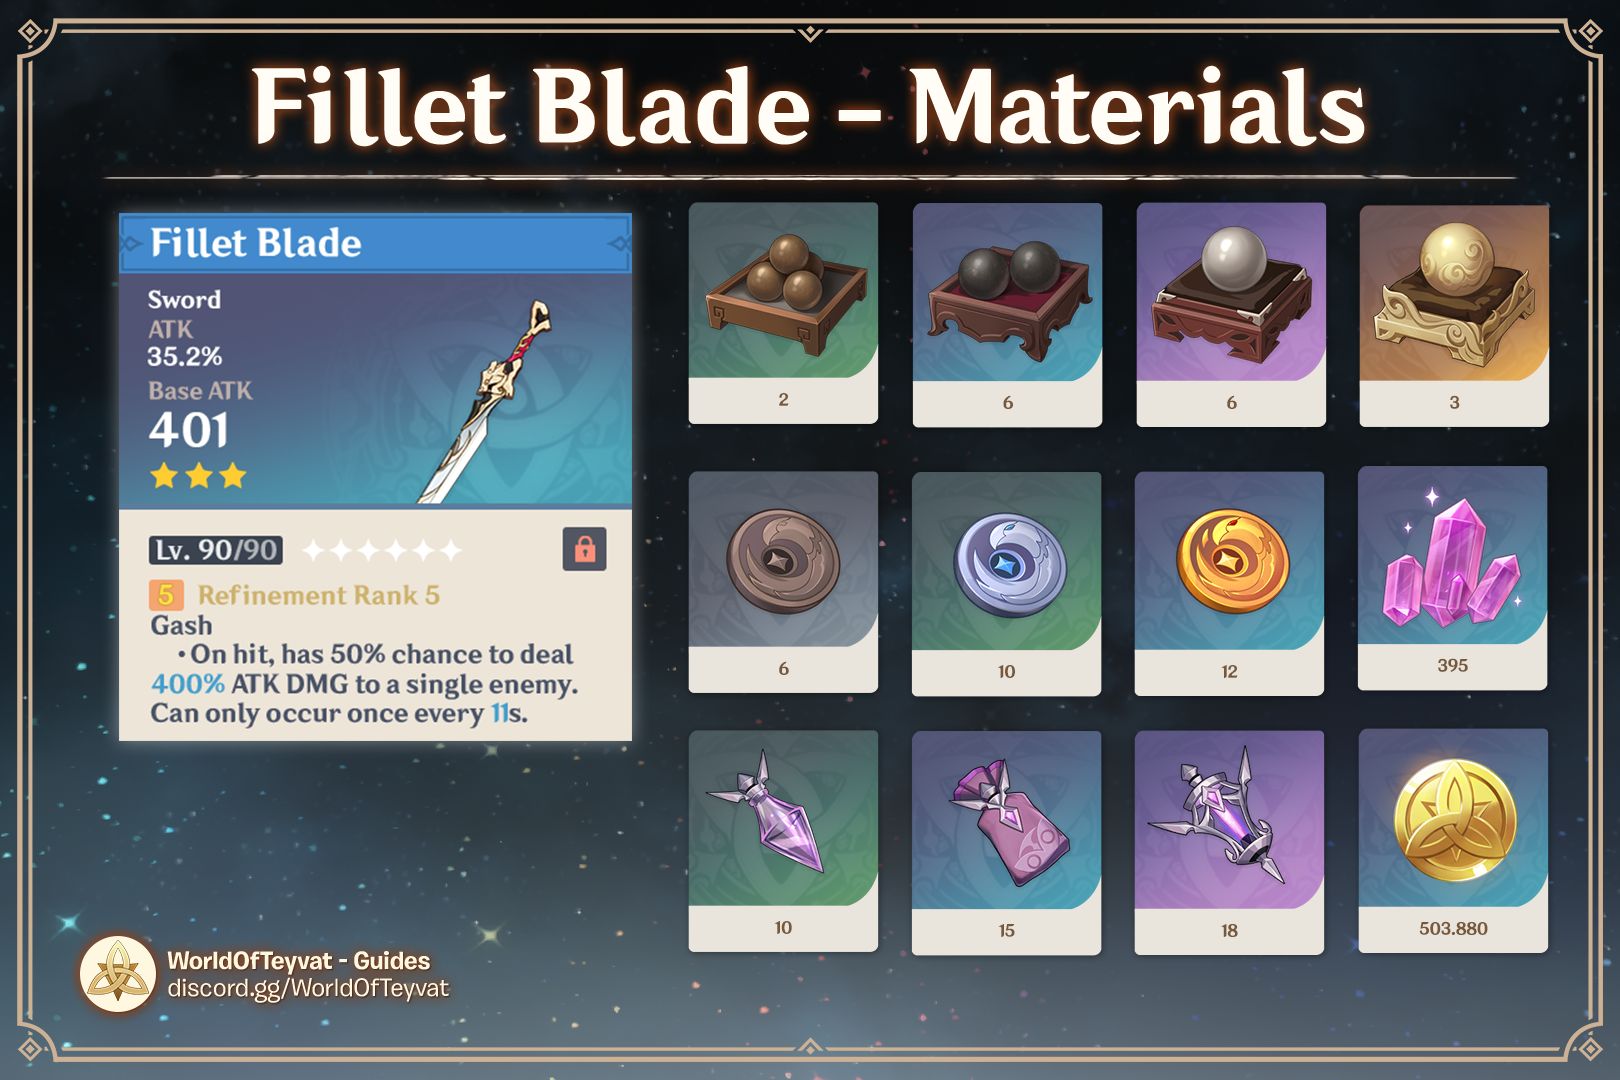 Fillet Blade – Materials
Fillet Blade
Sword
ATK
35.2%
Base ATK
401
Lv. 90/90
5 Refinement Rank 5
Gash
• On hit, has 50% chance to deal
400% ATK DMG to a single enemy.
Can only occur once every 11s.
2
6
6
3
6
10
12
395
10
15
18
503.880
WorldOfTeyvat - Guides
discord.gg/WorldOfTeyvat